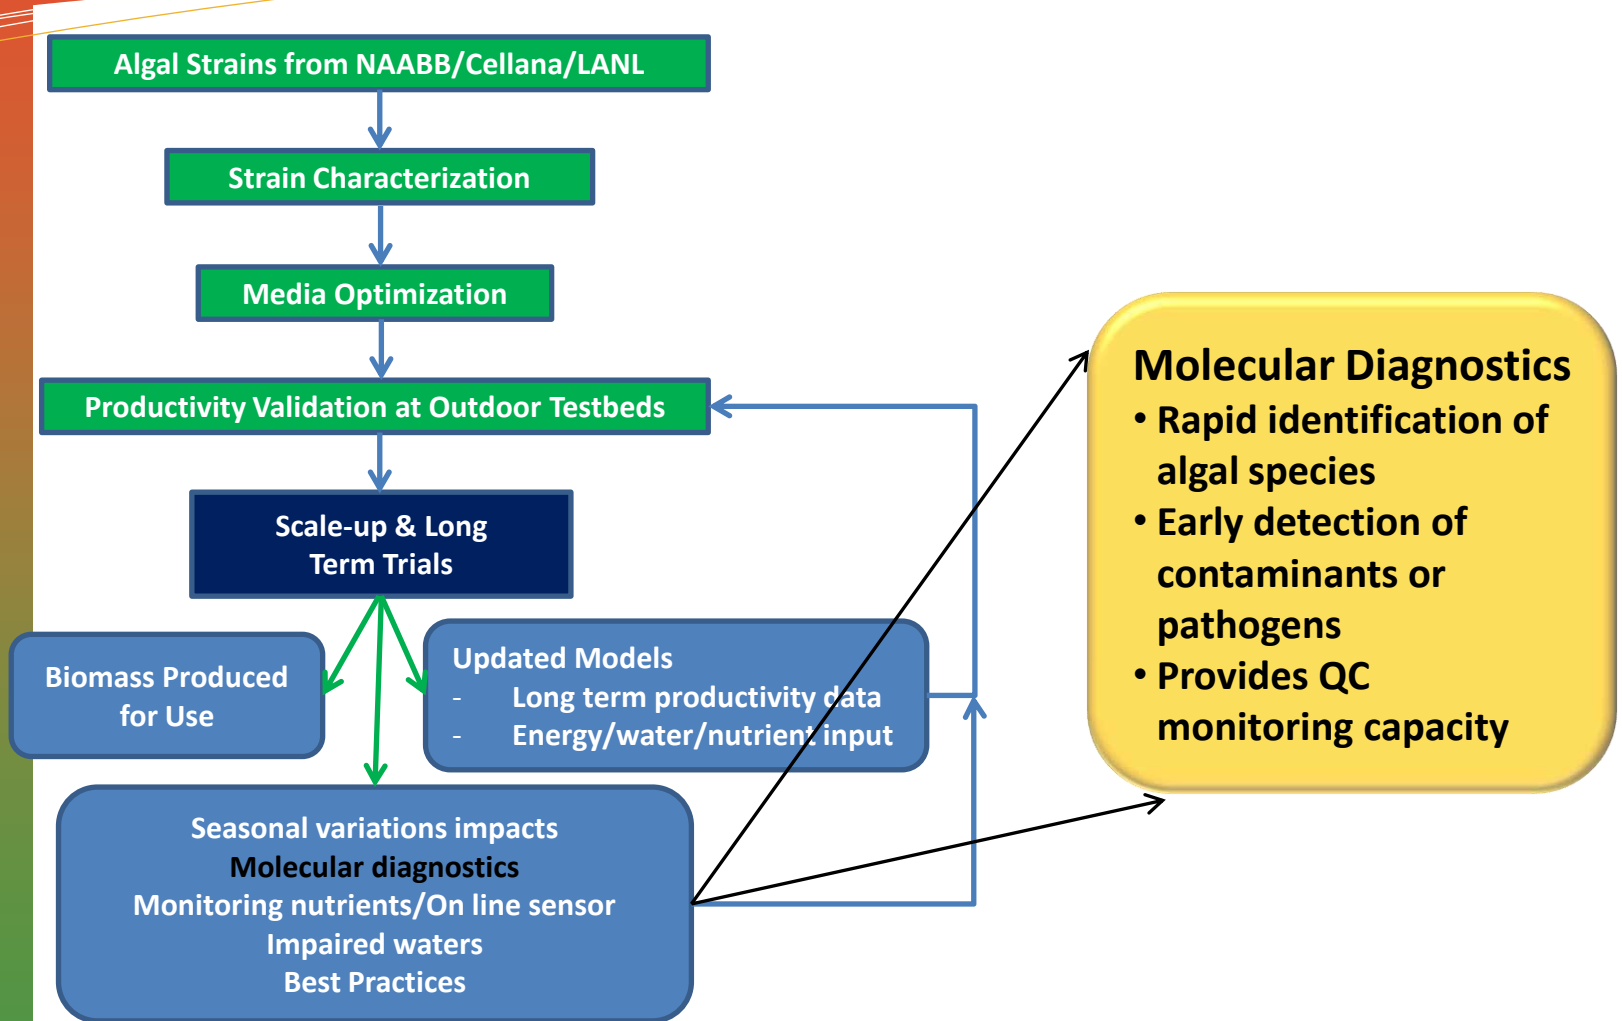 Algal Strains from NAABB/Cellana/LANL
Strain Characterization
Media Optimization
Productivity Validation at Outdoor Testbeds
Scale-up & Long
Term Trials
Biomass Produced
for Use
Updated Models
- Long term productivity data
- Energy/water/nutrient input
Seasonal variations impacts
Molecular diagnostics
Monitoring nutrients/On line sensor
Impaired waters
Best Practices
Molecular Diagnostics
• Rapid identification of
algal species
• Early detection of
contaminants or
pathogens
• Provides QC
monitoring capacity